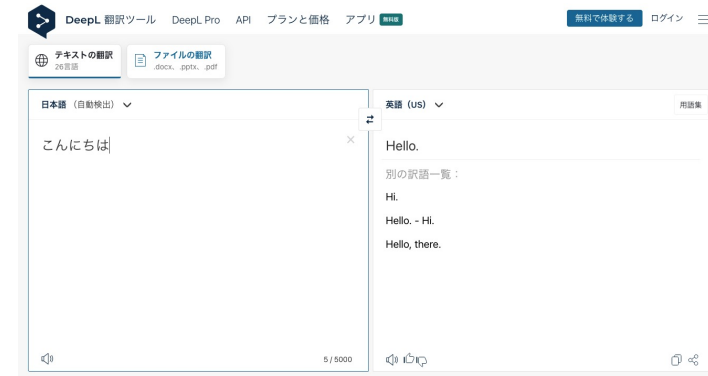 DeepL 翻訳ツール DeepL Pro API プランと価格 アプリ 無料版 無料で体験する ログイン
テキストの翻訳
26言語
ファイルの翻訳
.docx、.pptx、.pdf
日本語 （自動検出）
英語 (US)
用語集
こんにちは
Hello.
別の訳語一覧：
Hi.
Hello. – Hi.
Hello, there.
5 / 5000